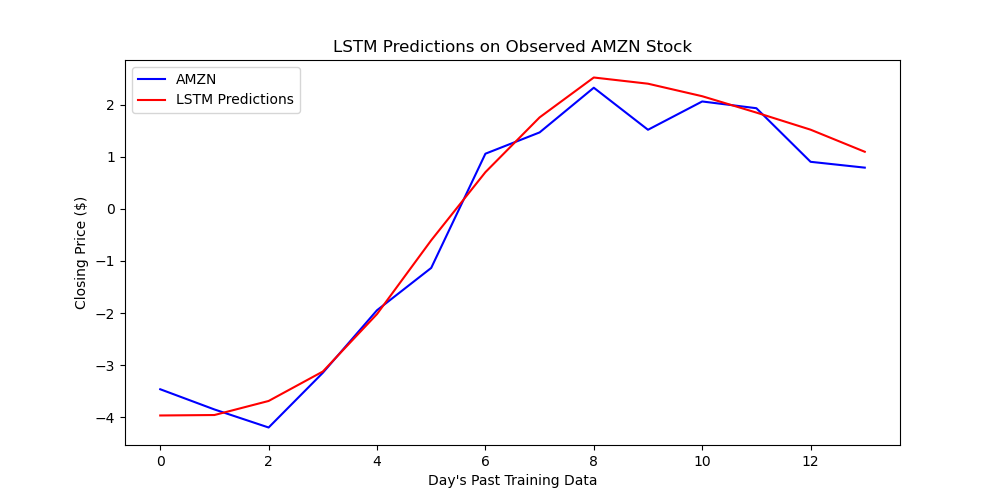 LSTM Predictions on Observed AMZN Stock
AMZN
LSTM Predictions
Closing Price ($)
2
1
0
−1
−2
−3
−4
0 2 4 6 8 10 12
Day's Past Training Data